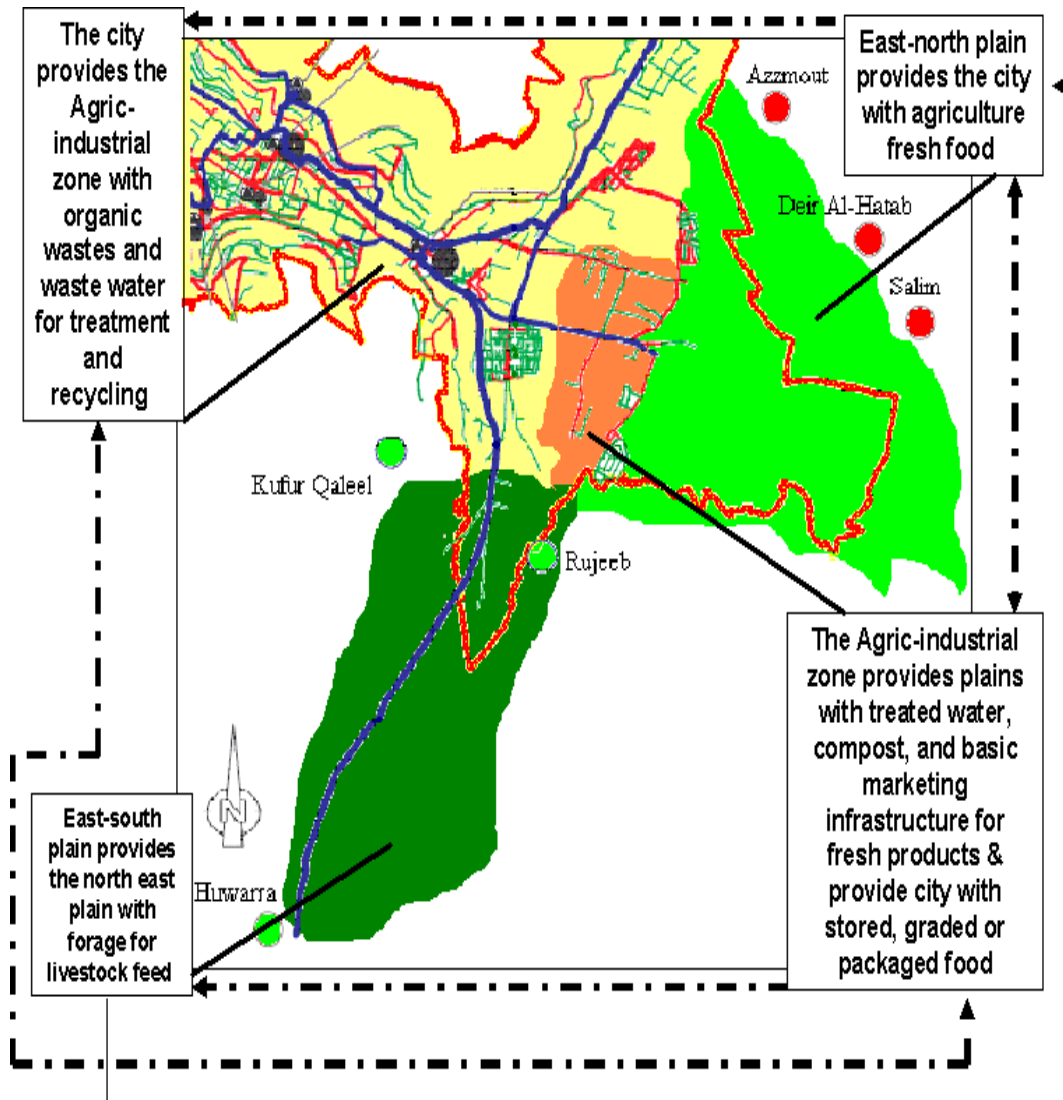 The city
provides the
Agric-
industrial
zone with
organic
wastes and
waste water
for treatment
and
recycling
East-north plain
provides the city
with agriculture
fresh food
Azzmout
Deir Al-Hatab
Salim
Kufur Qaleel
Rujeeb
The Agric-industrial
zone provides plains
with treated water,
compost, and basic
marketing
infrastructure for
fresh products &
provide city with
stored, graded or
packaged food
N
East-south
plain provides
the north east
plain with
forage for
livestock feed
Huwarra